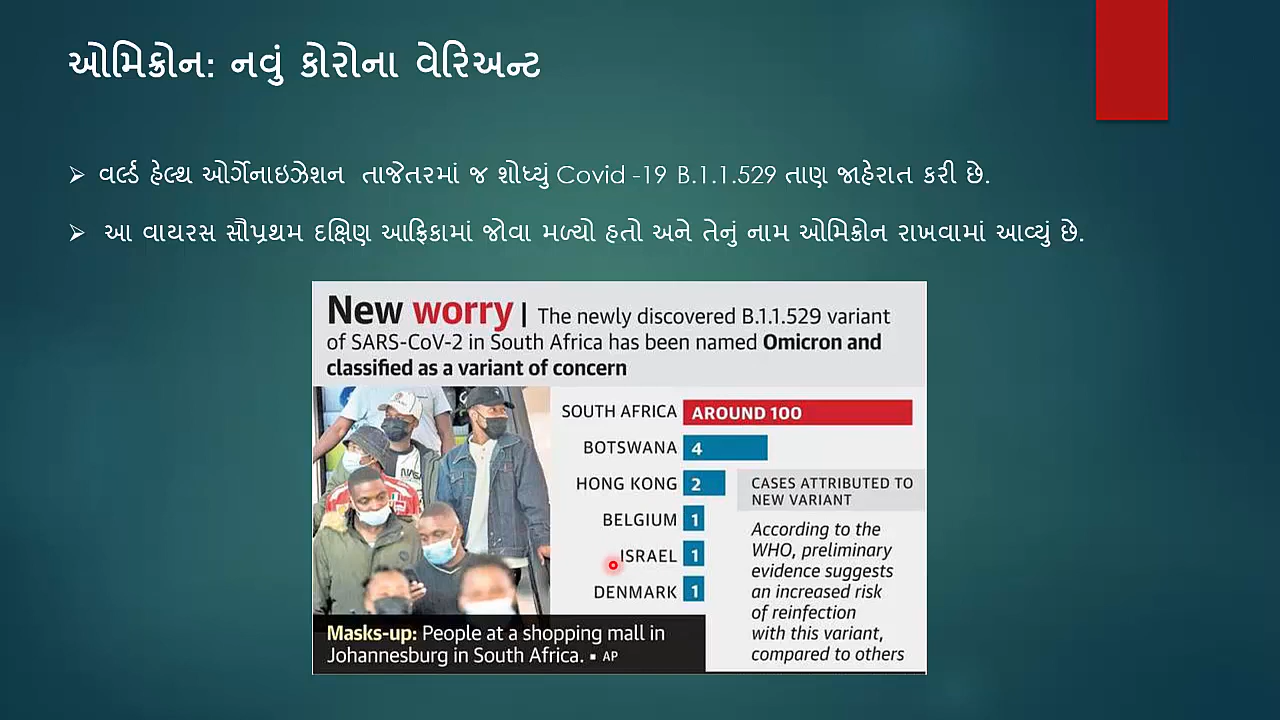 ઓમિક્રોન: નવું કોરોના વેરિઅન્ટ
વર્લ્ડ હેલ્થ ઓર્ગેનાઇઝેશન તાજેતરમાં જ શોધ્યું Covid -19 B.1.1.529 તાણ જાહેરાત કરી છે.
આ વાયરસ સૌપ્રથમ દક્ષિણ આફ્રિકામાં જોવા મળ્યો હતો અને તેનું નામ ઓમિક્રોન રાખવામાં આવ્યું છે.
New worry | The newly discovered B.1.1.529 variant
of SARS-CoV-2 in South Africa has been named Omicron and
classified as a variant of concern
SOUTH AFRICA AROUND 100
BOTSWANA 4
HONG KONG 2
BELGIUM 1
ISRAEL 1
DENMARK 1
CASES ATTRIBUTED TO
NEW VARIANT
According to the
WHO, preliminary
evidence suggests
an increased risk
of reinfection
with this variant,
compared to others
Masks-up: People at a shopping mall in
Johannesburg in South Africa. ▪ AP